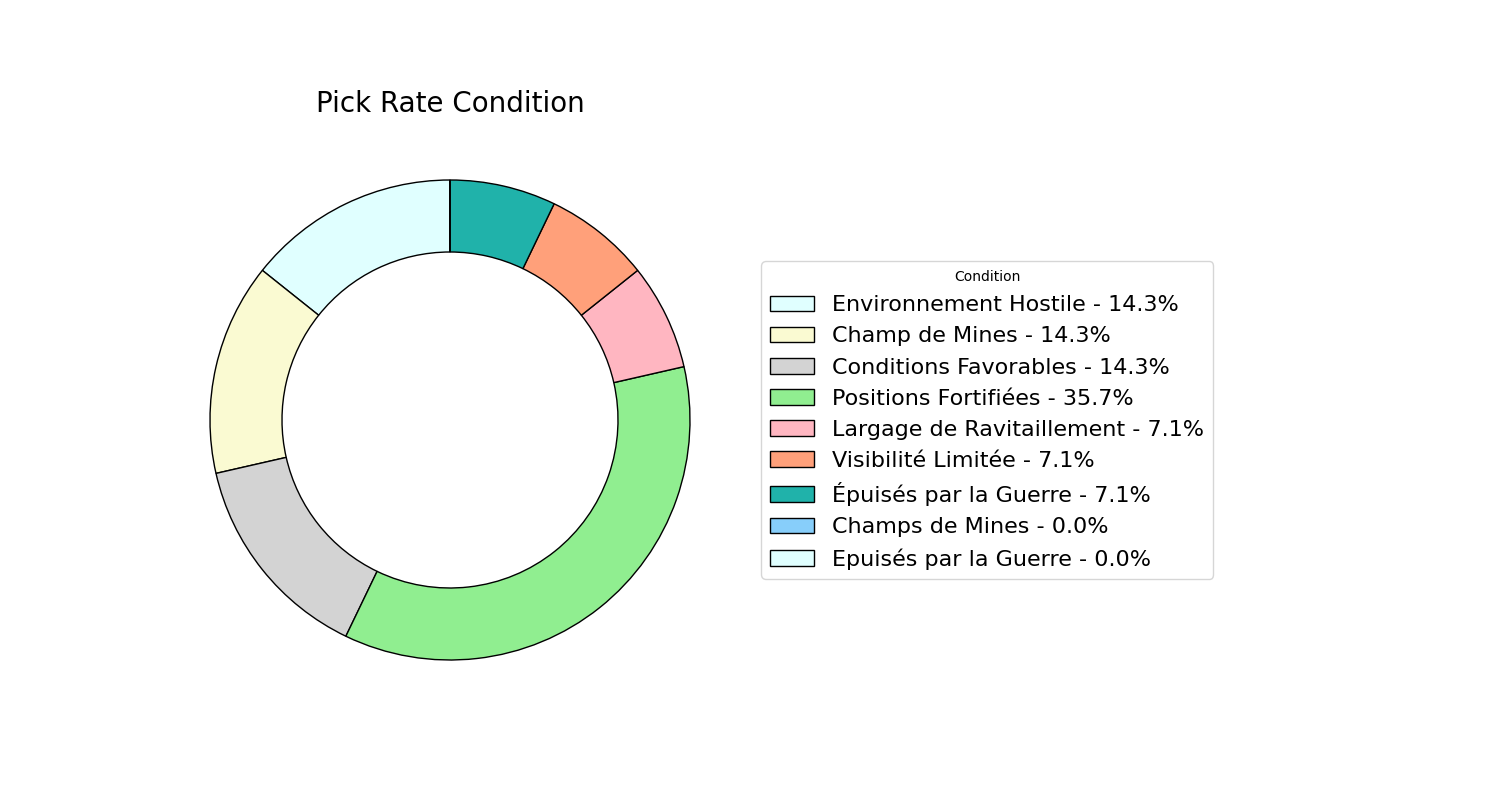 Pick Rate Condition
Condition
Environnement Hostile - 14.3%
Champ de Mines - 14.3%
Conditions Favorables - 14.3%
Positions Fortifiées - 35.7%
Largage de Ravitaillement - 7.1%
Visibilité Limitée - 7.1%
Épuisés par la Guerre - 7.1%
Champs de Mines - 0.0%
Epuisés par la Guerre - 0.0%